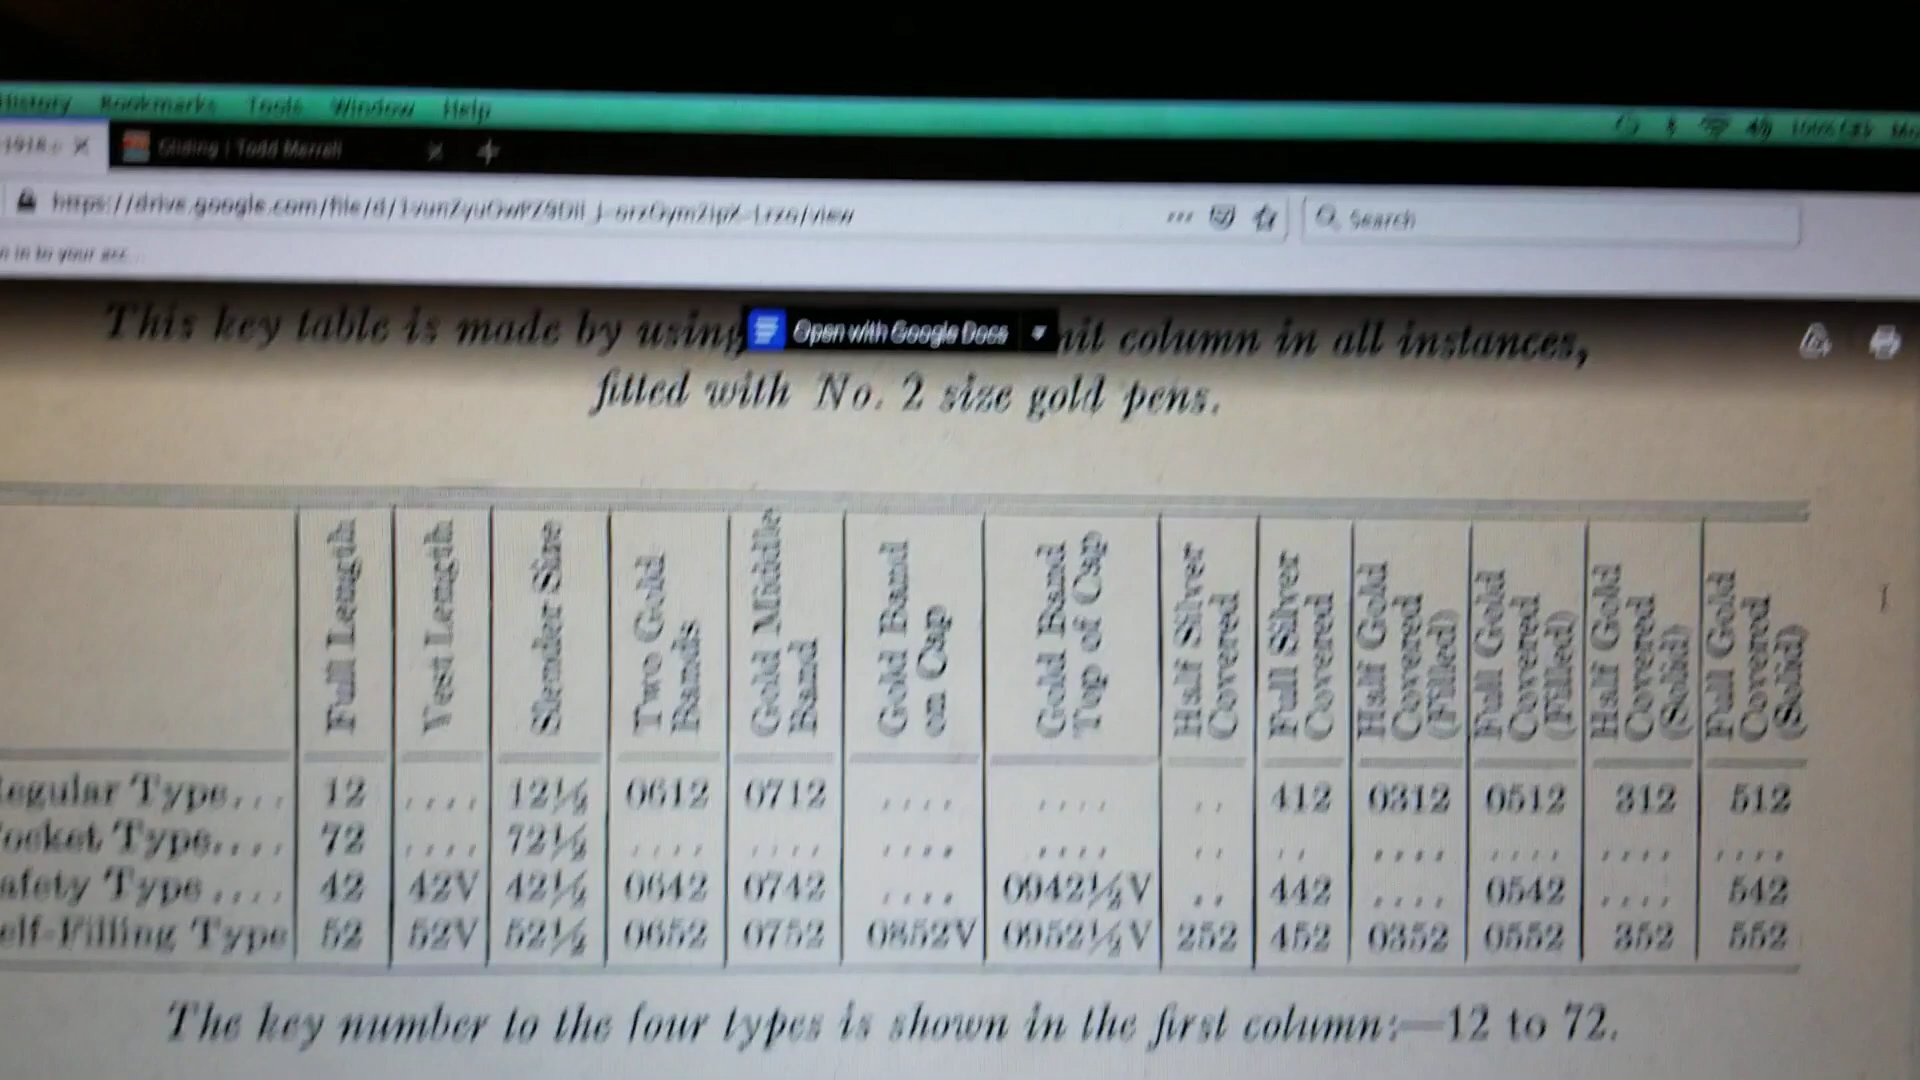 History Bookmarks Tools Window Help
1918
Gliding | Todd Merrell
Search
in to your acc...
This key table is made by using
Open with Google Docs
nit column in all instances,
fitted with No. 2 size gold pens.
Full Length Vest Length Slender Size Two Gold Bands Gold Middle Band Gold Band on Cap Gold Band Top of Cap Half Silver Covered Full Silver Covered Half Gold Covered (Filled) Full Gold Covered (Filled) Half Gold Covered (Solid) Full Gold Covered (Solid)
egular Type... 12 .... 12½ 0612 0712 .... .... .. 412 0312 0512 312 512
ocket Type.... 72 .... 72½ .... .... .... .... .. .. .... .... .... ....
afety Type .... 42 42V 42½ 0642 0742 .... 0942½V .. 442 .... 0542 .... 542
elf-Filling Type 52 52V 52½ 0652 0752 0852V 0952½V 252 452 0352 0552 352 552
The key number to the four types is shown in the first column:—12 to 72.